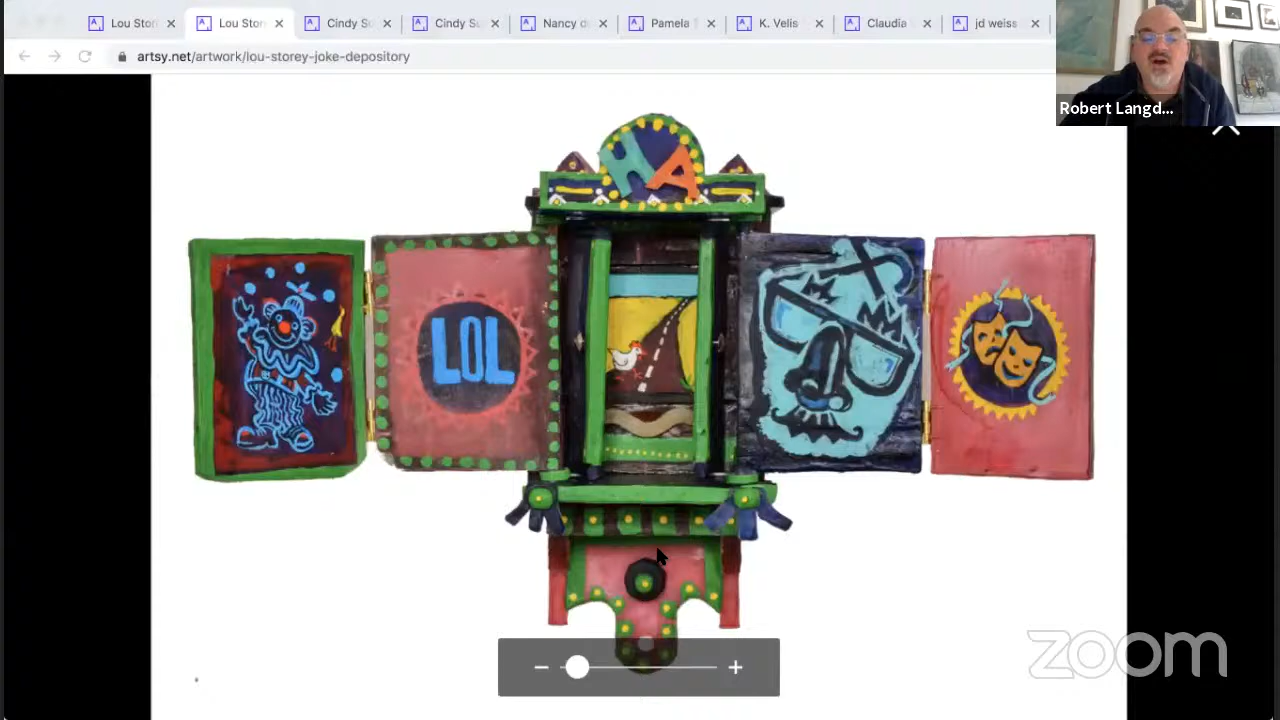 Lou Stor
Lou Stor
Cindy S
Cindy S
Nancy d
Pamela
K. Velis
Claudia
jd weiss
artsy.net/artwork/lou-storey-joke-depository
Robert Langd...
HA
LOL
zoom